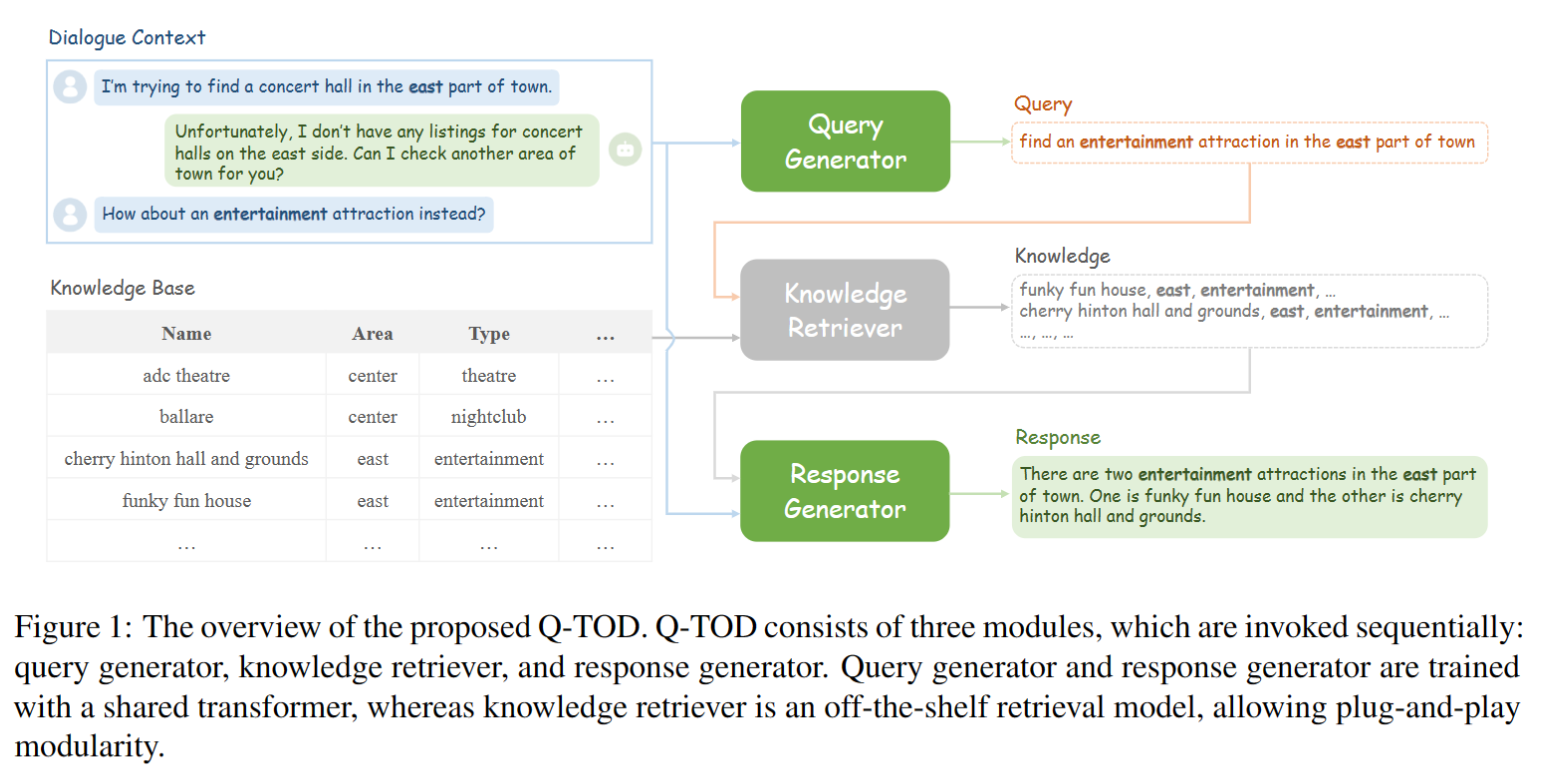 Dialogue Context
I'm trying to find a concert hall in the east part of town.
Unfortunately, I don't have any listings for concert
halls on the east side. Can I check another area of
town for you?
How about an entertainment attraction instead?
Knowledge Base
Name Area Type ...
adc theatre center theatre ...
ballare center nightclub ...
cherry hinton hall and grounds east entertainment ...
funky fun house east entertainment ...
... ... ... ...
Query
Generator
Query
find an entertainment attraction in the east part of town
Knowledge
Retriever
Knowledge
funky fun house, east, entertainment, ...
cherry hinton hall and grounds, east, entertainment, ...
..., ..., ...
Response
Generator
Response
There are two entertainment attractions in the east part
of town. One is funky fun house and the other is cherry
hinton hall and grounds.
Figure 1: The overview of the proposed Q-TOD. Q-TOD consists of three modules, which are invoked sequentially:
query generator, knowledge retriever, and response generator. Query generator and response generator are trained
with a shared transformer, whereas knowledge retriever is an off-the-shelf retrieval model, allowing plug-and-play
modularity.